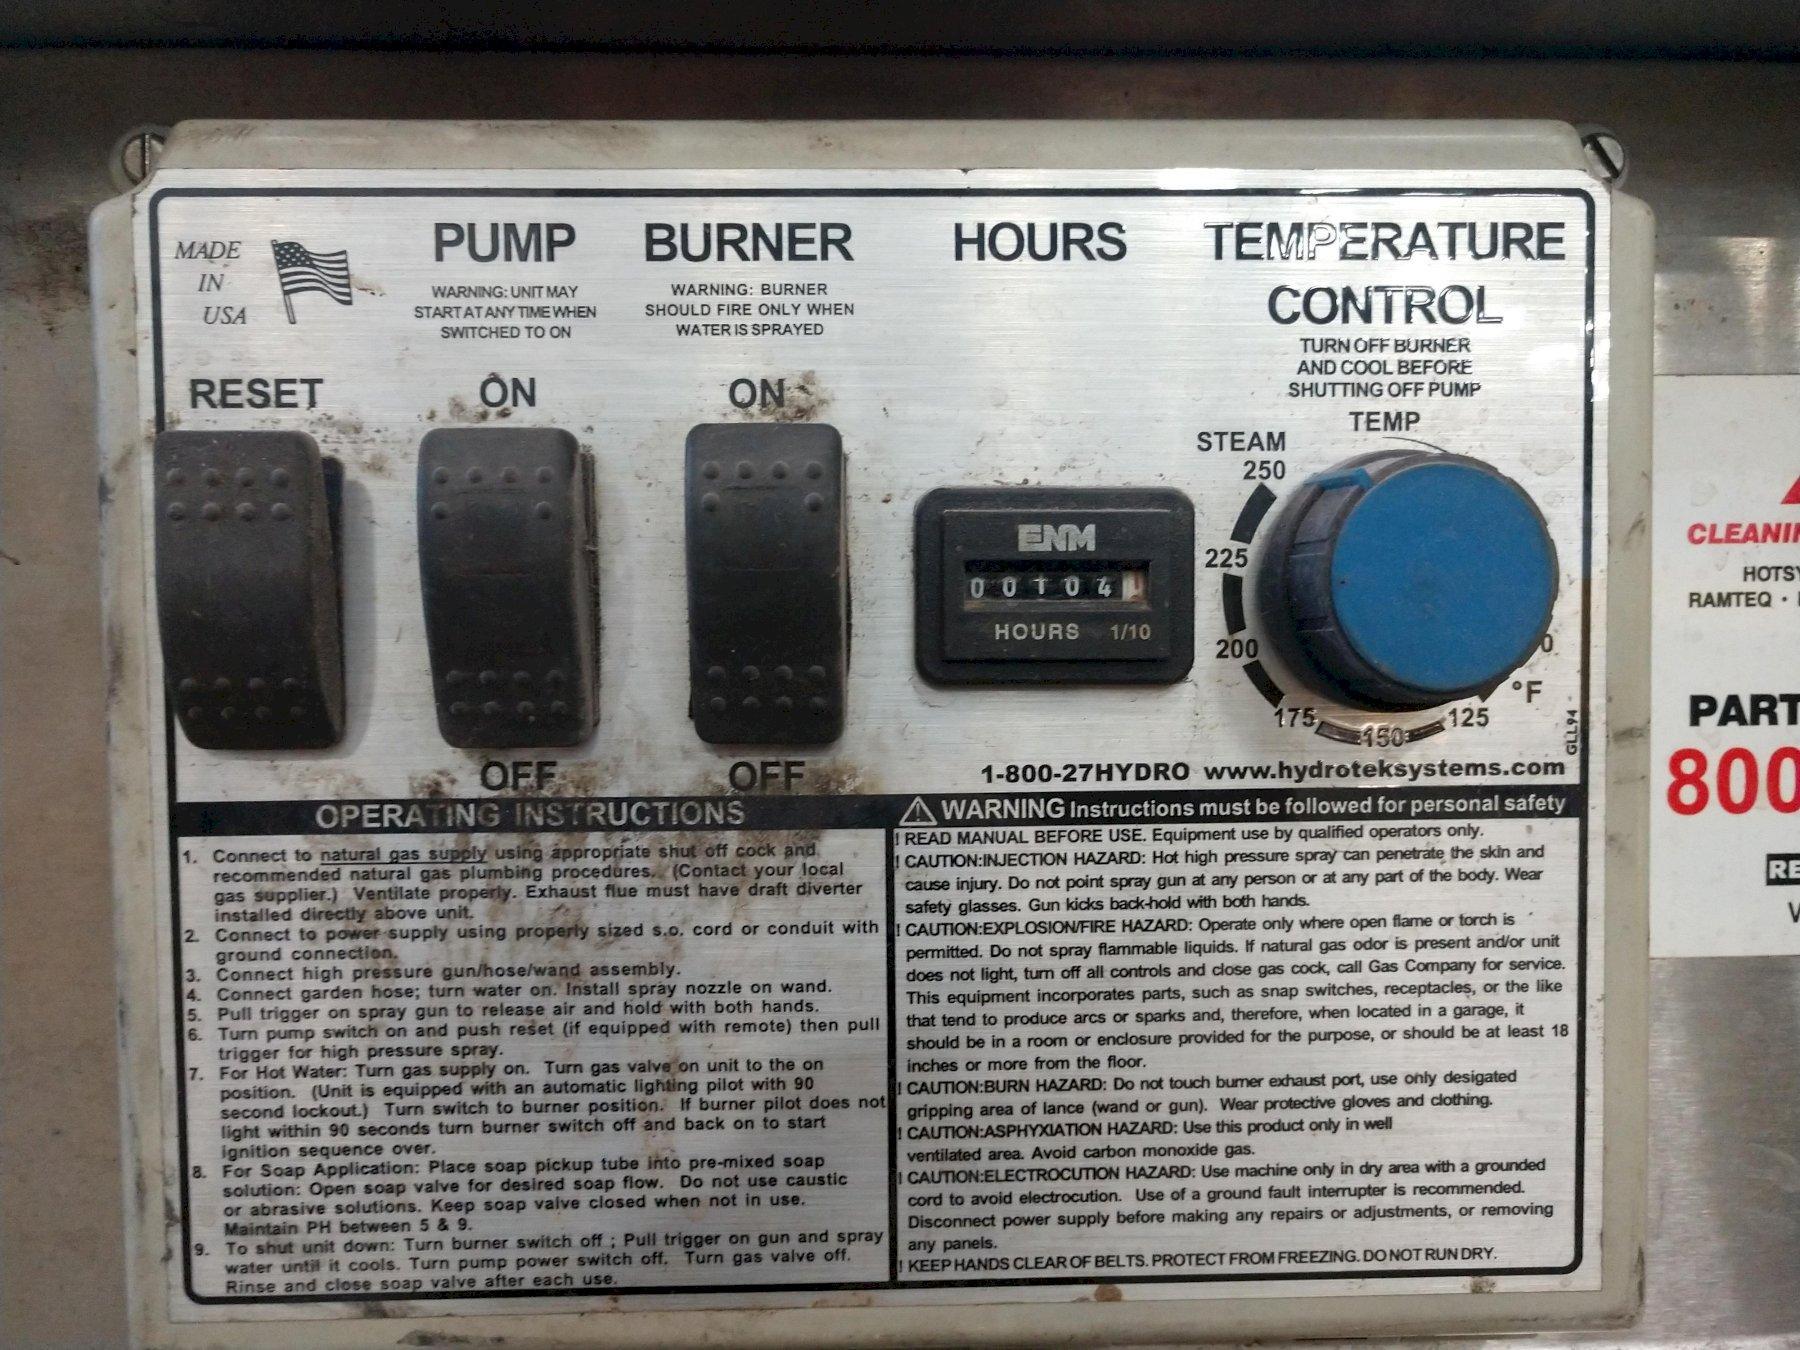 MADE
IN
USA
PUMP
WARNING: UNIT MAY
START AT ANY TIME WHEN
SWITCHED TO ON
BURNER
WARNING: BURNER
SHOULD FIRE ONLY WHEN
WATER IS SPRAYED
HOURS
TEMPERATURE
CONTROL
TURN OFF BURNER
AND COOL BEFORE
SHUTTING OFF PUMP
RESET
ON
ON
TEMP
STEAM
250
225
200
175
150
125
0
°F
GLL94
ENM
001041
HOURS 1/10
OFF
OFF
1-800-27HYDRO www.hydroteksystems.com
OPERATING INSTRUCTIONS
1. Connect to natural gas supply using appropriate shut off cock and
recommended natural gas plumbing procedures. (Contact your local
gas supplier.) Ventilate properly. Exhaust flue must have draft diverter
installed directly above unit.
2. Connect to power supply using properly sized s.o. cord or conduit with
ground connection.
3. Connect high pressure gun/hose/wand assembly.
4. Connect garden hose; turn water on. Install spray nozzle on wand.
5. Pull trigger on spray gun to release air and hold with both hands.
6. Turn pump switch on and push reset (if equipped with remote) then pull
trigger for high pressure spray.
7. For Hot Water: Turn gas supply on. Turn gas valve on unit to the on
position. (Unit is equipped with an automatic lighting pilot with 90
second lockout.) Turn switch to burner position. If burner pilot does not
light within 90 seconds turn burner switch off and back on to start
ignition sequence over.
8. For Soap Application: Place soap pickup tube into pre-mixed soap
solution: Open soap valve for desired soap flow. Do not use caustic
or abrasive solutions. Keep soap valve closed when not in use.
Maintain PH between 5 & 9.
9. To shut unit down: Turn burner switch off ; Pull trigger on gun and spray
water until it cools. Turn pump power switch off. Turn gas valve off.
Rinse and close soap valve after each use.
WARNING Instructions must be followed for personal safety
! READ MANUAL BEFORE USE. Equipment use by qualified operators only.
! CAUTION:INJECTION HAZARD: Hot high pressure spray can penetrate the skin and
cause injury. Do not point spray gun at any person or at any part of the body. Wear
safety glasses. Gun kicks back-hold with both hands.
! CAUTION:EXPLOSION/FIRE HAZARD: Operate only where open flame or torch is
permitted. Do not spray flammable liquids. If natural gas odor is present and/or unit
does not light, turn off all controls and close gas cock, call Gas Company for service.
This equipment incorporates parts, such as snap switches, receptacles, or the like
that tend to produce arcs or sparks and, therefore, when located in a garage, it
should be in a room or enclosure provided for the purpose, or should be at least 18
inches or more from the floor.
! CAUTION:BURN HAZARD: Do not touch burner exhaust port, use only desigated
gripping area of lance (wand or gun). Wear protective gloves and clothing.
! CAUTION:ASPHYXIATION HAZARD: Use this product only in well
ventilated area. Avoid carbon monoxide gas.
! CAUTION:ELECTROCUTION HAZARD: Use machine only in dry area with a grounded
cord to avoid electrocution. Use of a ground fault interrupter is recommended.
Disconnect power supply before making any repairs or adjustments, or removing
any panels.
! KEEP HANDS CLEAR OF BELTS. PROTECT FROM FREEZING. DO NOT RUN DRY.
CLEANI
HOTSY
RAMTEQ •
PART
800
RE